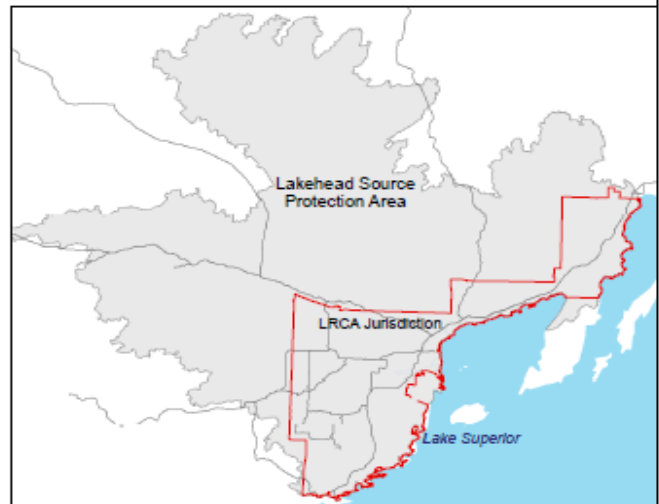 Lakehead Source
Protection Area
LRCA Jurisdiction
Lake Superior